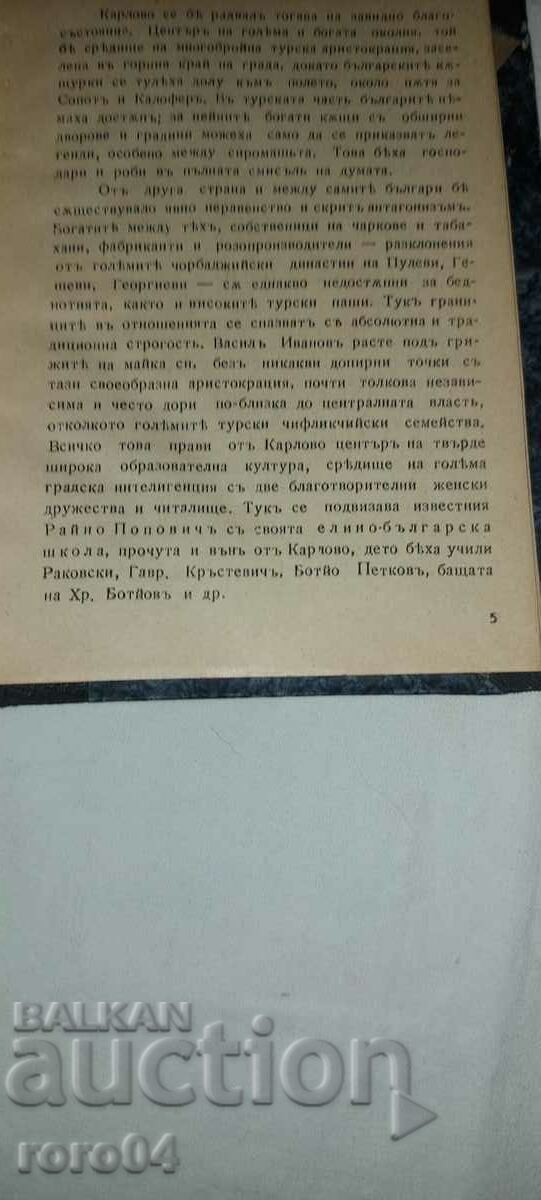 Карлово се бѣ радвалъ тогава на завидно благо-
състояние. Центъръ на голѣма и богата околия, той
бѣ срѣдище на многобройна турска аристокрация, засе-
лена въ горния край на града, докато българскитѣ кѫ-
щурки се тулѣха долу къмъ полето, около пѫтя за
Сопотъ и Калоферъ. Въ турската часть българитѣ нѣ-
маха достѫпъ; за нейнитѣ богати кѫщи съ обширни
дворове и градини можеха само да се приказватъ ле-
генди, особено между сиромашьта. Това бѣха госпо-
дари и роби въ пълната смисъль на думата.
Отъ друга страна и между самитѣ българи бѣ
сѫществувало явно неравенство и скритъ антагонизъмъ.
Богатитѣ между тѣхъ, собственици на чаркове и таба-
хани, фабриканти и розопроизводители — разклонения
отъ голѣмитѣ чорбаджийски династии на Пулеви, Ге-
шеви, Георгиеви — сѫ еднакво недостѫпни за бед-
нотията, както и високитѣ турски паши. Тукъ грани-
цитѣ въ отношенията се спазватъ съ абсолютна и тра-
диционна строгость. Василъ Ивановъ расте подъ гри-
житѣ на майка си, безъ никакви допирни точки съ
тази своеобразна аристокрация, почти толкова незави-
сима и често дори по-близка до централната власть,
отколкото голѣмитѣ турски чифликчийски семейства.
Всичко това прави отъ Карлово центъръ на твърде
широка образователна култура, срѣдище на голѣма
градска интелигенция съ две благотворителни женски
дружества и читалище. Тукъ се подвизава известния
Райно Поповичъ съ своята елино-българска
школа, прочута и вънъ отъ Карлово, дето бѣха учили
Раковски, Гавр. Кръстевичъ, Ботйо Петковъ, бащата
на Хр. Ботйовъ и др.
5
BALKAN
auction
roro04